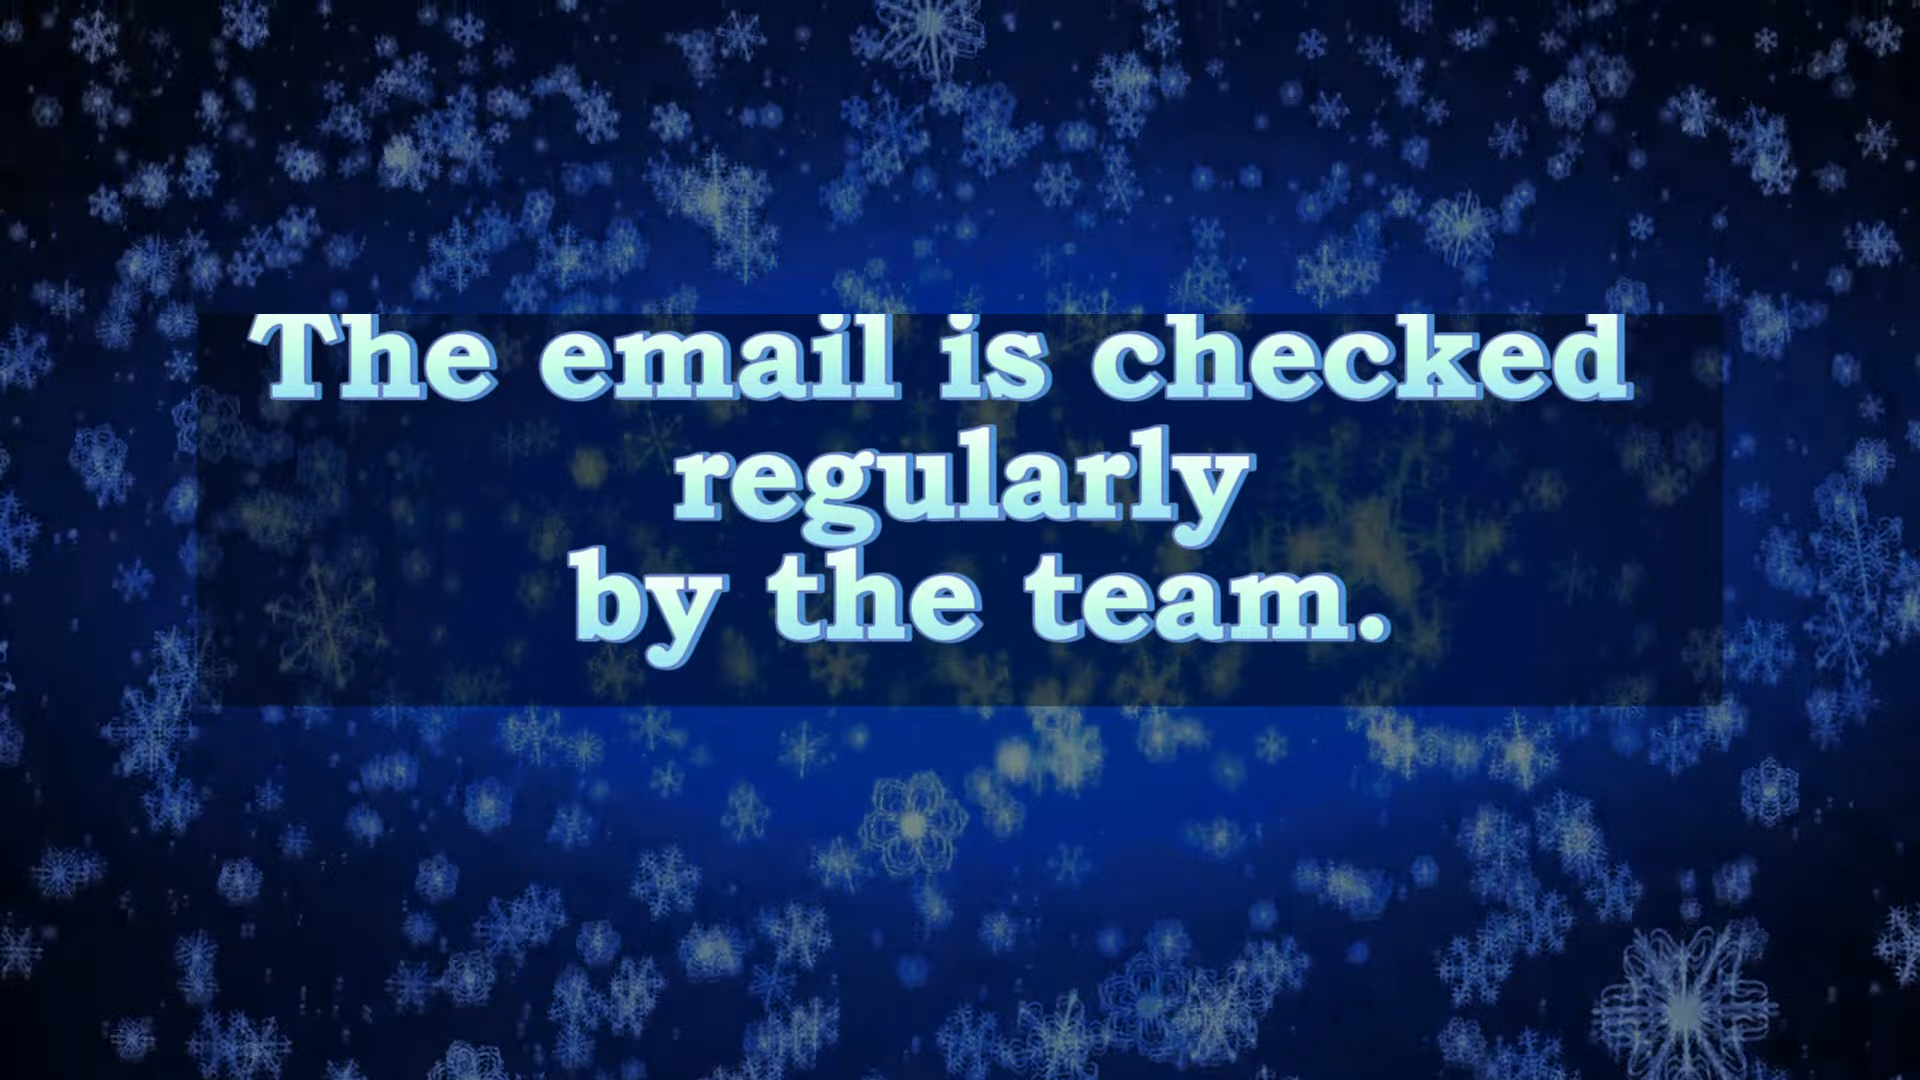 The email is checked
regularly
by the team.